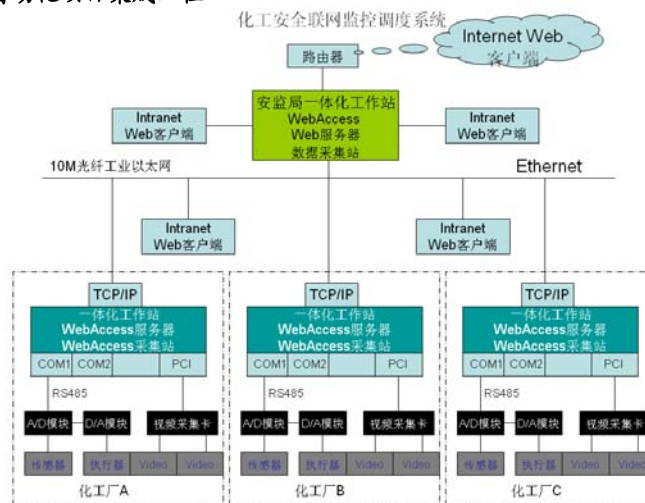 化工安全联网监控调度系统
Internet Web
客户端
路由器
安监局一体化工作站
WebAccess
Web服务器
数据采集站
Intranet
Web客户端
Intranet
Web客户端
10M光纤工业以太网
Ethernet
Intranet
Web客户端
Intranet
Web客户端
TCP/IP
一体化工作站
WebAccess服务器
WebAccess采集站
COM1 COM2 PCI
RS485
A/D模块 D/A模块 视频采集卡
传感器 执行器 Video Video
化工厂A
TCP/IP
一体化工作站
WebAccess服务器
WebAccess采集站
COM1 COM2 PCI
RS485
A/D模块 D/A模块 视频采集卡
传感器 执行器 Video Video
化工厂B
TCP/IP
一体化工作站
WebAccess服务器
WebAccess采集站
COM1 COM2 PCI
RS485
A/D模块 D/A模块 视频采集卡
传感器 执行器 Video Video
化工厂C